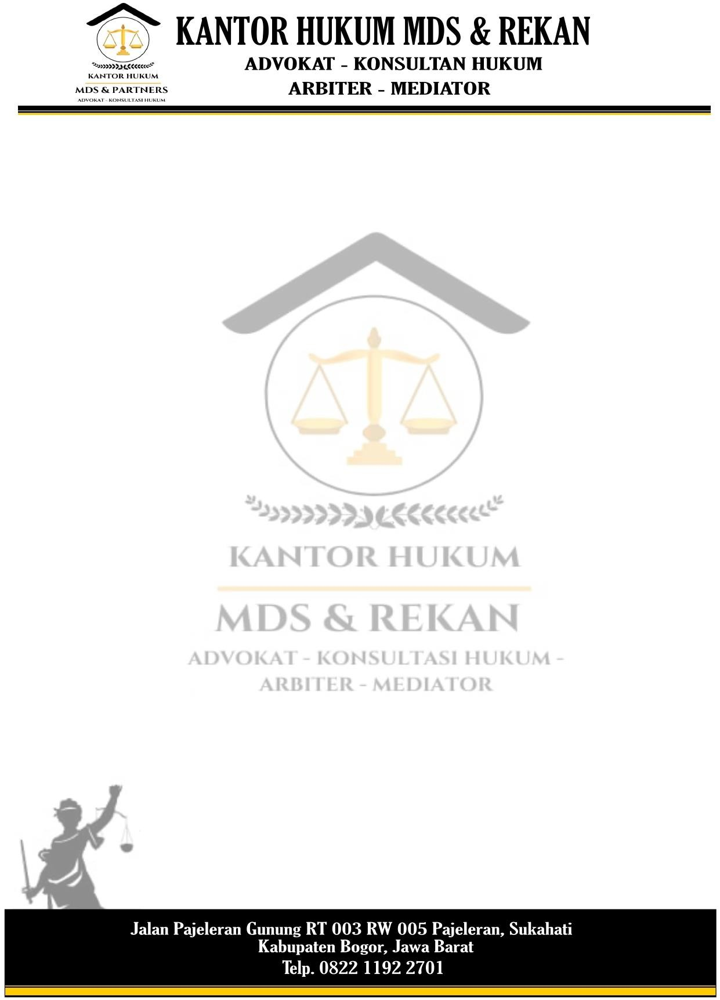 KANTOR HUKUM MDS & REKAN
ADVOKAT - KONSULTAN HUKUM
ARBITER - MEDIATOR
KANTOR HUKUM
MDS & PARTNERS
ADVOKAT - KONSULTASI HUKUM
KANTOR HUKUM
MDS & REKAN
ADVOKAT - KONSULTASI HUKUM -
ARBITER - MEDIATOR
Jalan Pajeleran Gunung RT 003 RW 005 Pajeleran, Sukahati
Kabupaten Bogor, Jawa Barat
Telp. 0822 1192 2701